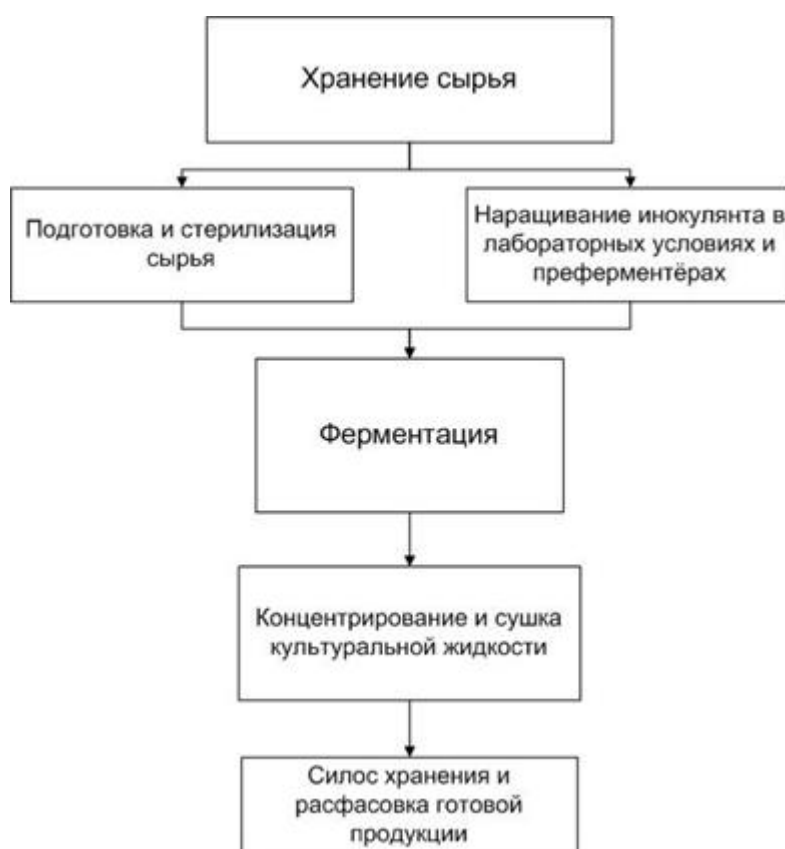 Хранение сырья
Подготовка и стерилизация
сырья
Наращивание инокулянта в
лабораторных условиях и
преферментёрах
Ферментация
Концентрирование и сушка
культуральной жидкости
Силос хранения и
расфасовка готовой
продукции